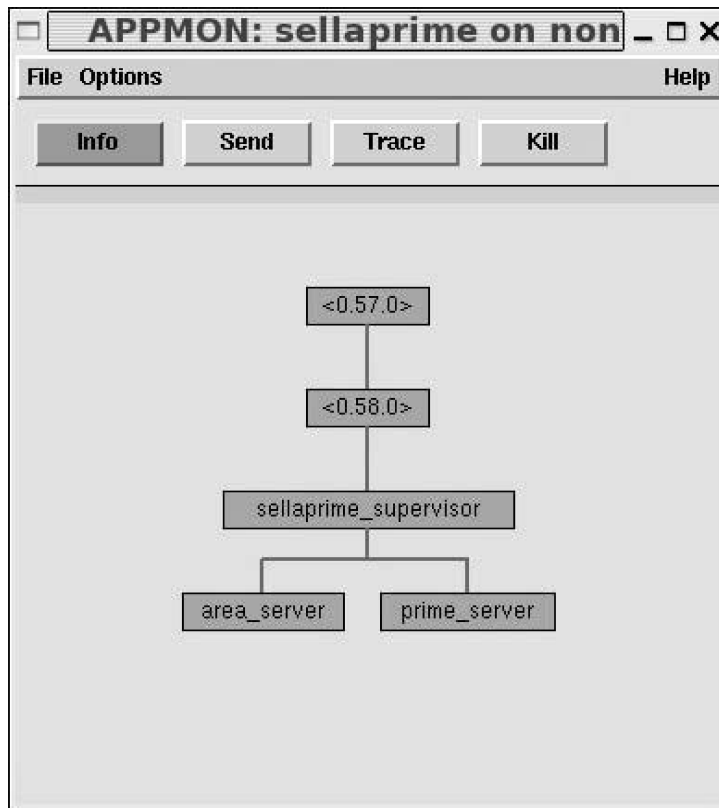 APPMON: sellaprime on non
File Options Help
Info Send Trace Kill
<0.57.0>
<0.58.0>
sellaprime_supervisor
area_server prime_server